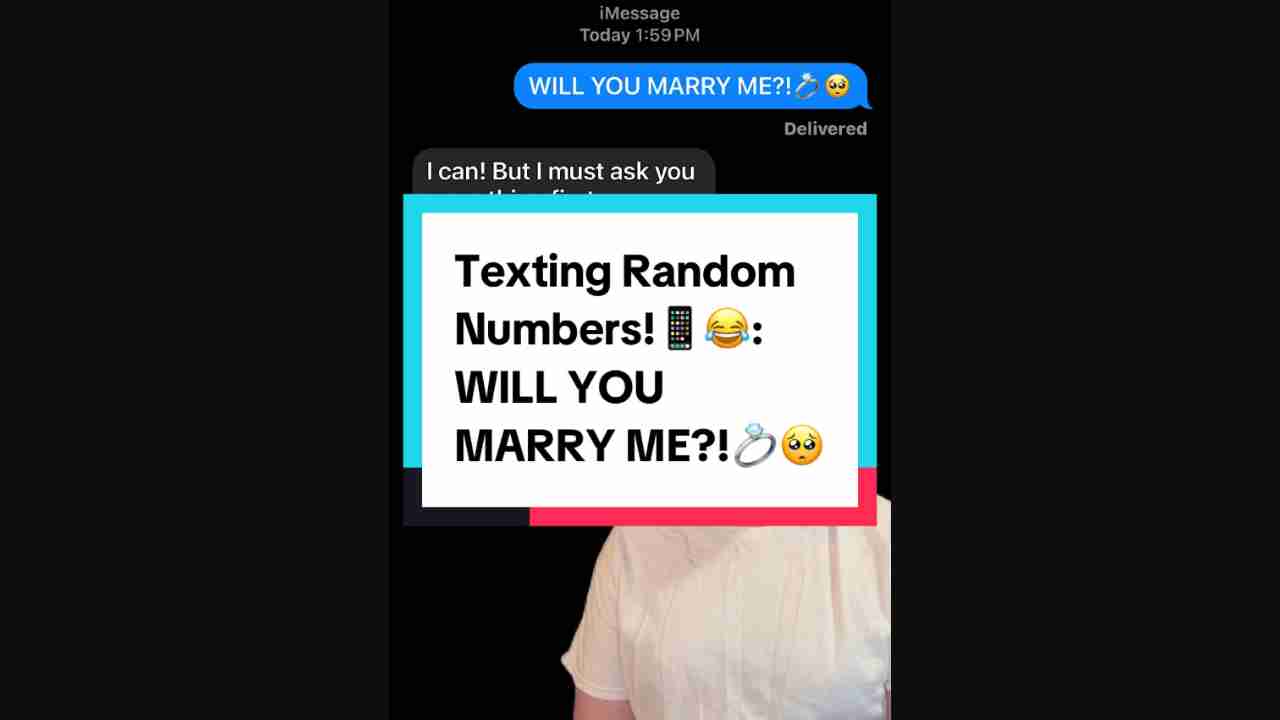 iMessage
Today 1:59 PM
WILL YOU MARRY ME?!💍🥺
Delivered
I can! But I must ask you
Texting Random
Numbers!📱😂:
WILL YOU
MARRY ME?!💍🥺